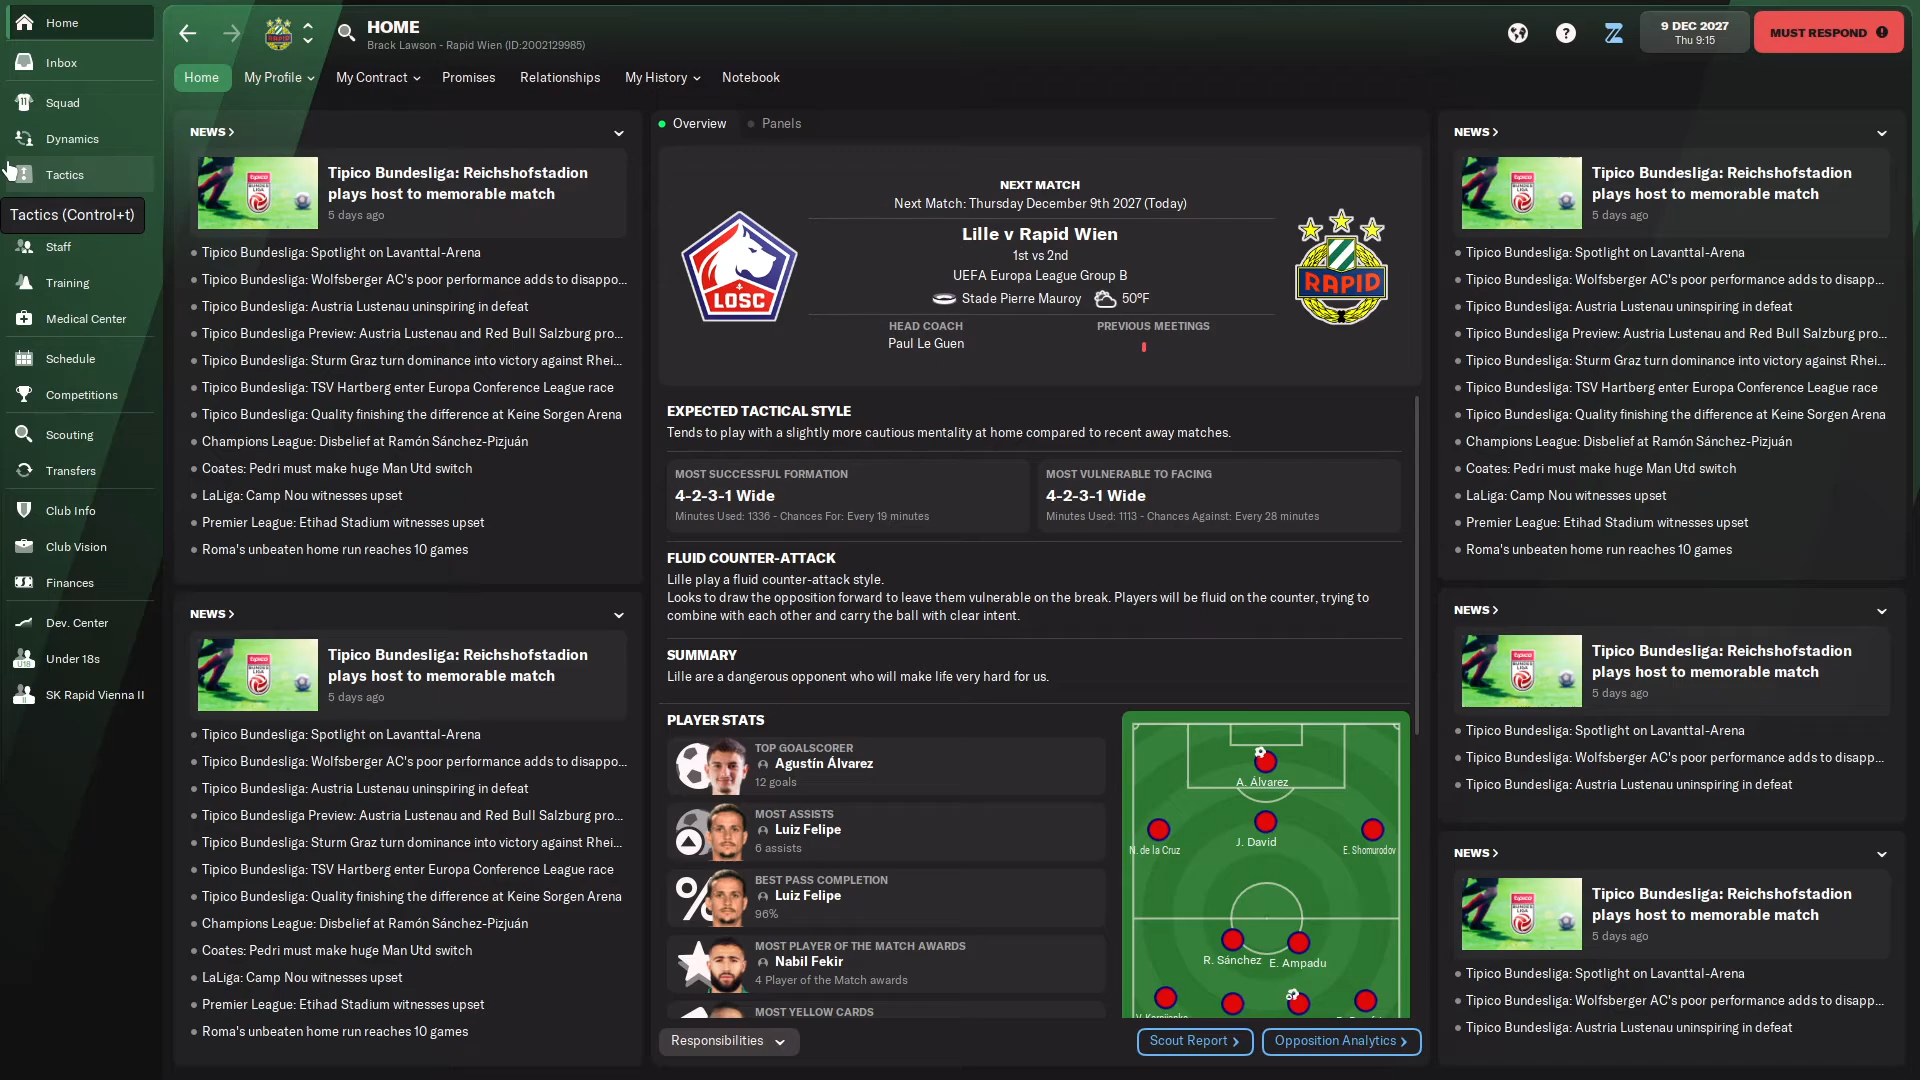 Home
Inbox
Squad
Dynamics
Tactics
Tactics (Control+t)
Staff
Training
Medical Center
Schedule
Competitions
Scouting
Transfers
Club Info
Club Vision
Finances
Dev. Center
Under 18s
SK Rapid Vienna II
HOME
Brack Lawson - Rapid Wien (ID:2002129985)
9 DEC 2027
Thu 9:15
MUST RESPOND
Home
My Profile
My Contract
Promises
Relationships
My History
Notebook
NEWS >
Tipico Bundesliga: Reichshofstadion
plays host to memorable match
5 days ago
Tipico Bundesliga: Spotlight on Lavanttal-Arena
Tipico Bundesliga: Wolfsberger AC's poor performance adds to disappo...
Tipico Bundesliga: Austria Lustenau uninspiring in defeat
Tipico Bundesliga Preview: Austria Lustenau and Red Bull Salzburg pro...
Tipico Bundesliga: Sturm Graz turn dominance into victory against Rhei...
Tipico Bundesliga: TSV Hartberg enter Europa Conference League race
Tipico Bundesliga: Quality finishing the difference at Keine Sorgen Arena
Champions League: Disbelief at Ramón Sánchez-Pizjuán
Coates: Pedri must make huge Man Utd switch
LaLiga: Camp Nou witnesses upset
Premier League: Etihad Stadium witnesses upset
Roma's unbeaten home run reaches 10 games
NEWS >
Tipico Bundesliga: Reichshofstadion
plays host to memorable match
5 days ago
Tipico Bundesliga: Spotlight on Lavanttal-Arena
Tipico Bundesliga: Wolfsberger AC's poor performance adds to disappo...
Tipico Bundesliga: Austria Lustenau uninspiring in defeat
Tipico Bundesliga Preview: Austria Lustenau and Red Bull Salzburg pro...
Tipico Bundesliga: Sturm Graz turn dominance into victory against Rhei...
Tipico Bundesliga: TSV Hartberg enter Europa Conference League race
Tipico Bundesliga: Quality finishing the difference at Keine Sorgen Arena
Champions League: Disbelief at Ramón Sánchez-Pizjuán
Coates: Pedri must make huge Man Utd switch
LaLiga: Camp Nou witnesses upset
Premier League: Etihad Stadium witnesses upset
Roma's unbeaten home run reaches 10 games
Overview
Panels
NEXT MATCH
Next Match: Thursday December 9th 2027 (Today)
Lille v Rapid Wien
1st vs 2nd
UEFA Europa League Group B
Stade Pierre Mauroy
50°F
HEAD COACH
Paul Le Guen
PREVIOUS MEETINGS
LOSC
RAPID
EXPECTED TACTICAL STYLE
Tends to play with a slightly more cautious mentality at home compared to recent away matches.
MOST SUCCESSFUL FORMATION
4-2-3-1 Wide
Minutes Used: 1336 - Chances For: Every 19 minutes
MOST VULNERABLE TO FACING
4-2-3-1 Wide
Minutes Used: 1113 - Chances Against: Every 28 minutes
FLUID COUNTER-ATTACK
Lille play a fluid counter-attack style.
Looks to draw the opposition forward to leave them vulnerable on the break. Players will be fluid on the counter, trying to
combine with each other and carry the ball with clear intent.
SUMMARY
Lille are a dangerous opponent who will make life very hard for us.
PLAYER STATS
TOP GOALSCORER
Agustín Álvarez
12 goals
MOST ASSISTS
Luiz Felipe
6 assists
BEST PASS COMPLETION
Luiz Felipe
96%
MOST PLAYER OF THE MATCH AWARDS
Nabil Fekir
4 Player of the Match awards
MOST YELLOW CARDS
A. Álvarez
N. de la Cruz
J. David
E. Shomurodov
R. Sánchez
E. Ampadu
Responsibilities
Scout Report >
Opposition Analytics >
NEWS >
Tipico Bundesliga: Reichshofstadion
plays host to memorable match
5 days ago
Tipico Bundesliga: Spotlight on Lavanttal-Arena
Tipico Bundesliga: Wolfsberger AC's poor performance adds to disapp...
Tipico Bundesliga: Austria Lustenau uninspiring in defeat
Tipico Bundesliga Preview: Austria Lustenau and Red Bull Salzburg pro...
Tipico Bundesliga: Sturm Graz turn dominance into victory against Rhei...
Tipico Bundesliga: TSV Hartberg enter Europa Conference League race
Tipico Bundesliga: Quality finishing the difference at Keine Sorgen Arena
Champions League: Disbelief at Ramón Sánchez-Pizjuán
Coates: Pedri must make huge Man Utd switch
LaLiga: Camp Nou witnesses upset
Premier League: Etihad Stadium witnesses upset
Roma's unbeaten home run reaches 10 games
NEWS >
Tipico Bundesliga: Reichshofstadion
plays host to memorable match
5 days ago
Tipico Bundesliga: Spotlight on Lavanttal-Arena
Tipico Bundesliga: Wolfsberger AC's poor performance adds to disapp...
Tipico Bundesliga: Austria Lustenau uninspiring in defeat
NEWS >
Tipico Bundesliga: Reichshofstadion
plays host to memorable match
5 days ago
Tipico Bundesliga: Spotlight on Lavanttal-Arena
Tipico Bundesliga: Wolfsberger AC's poor performance adds to disapp...
Tipico Bundesliga: Austria Lustenau uninspiring in defeat